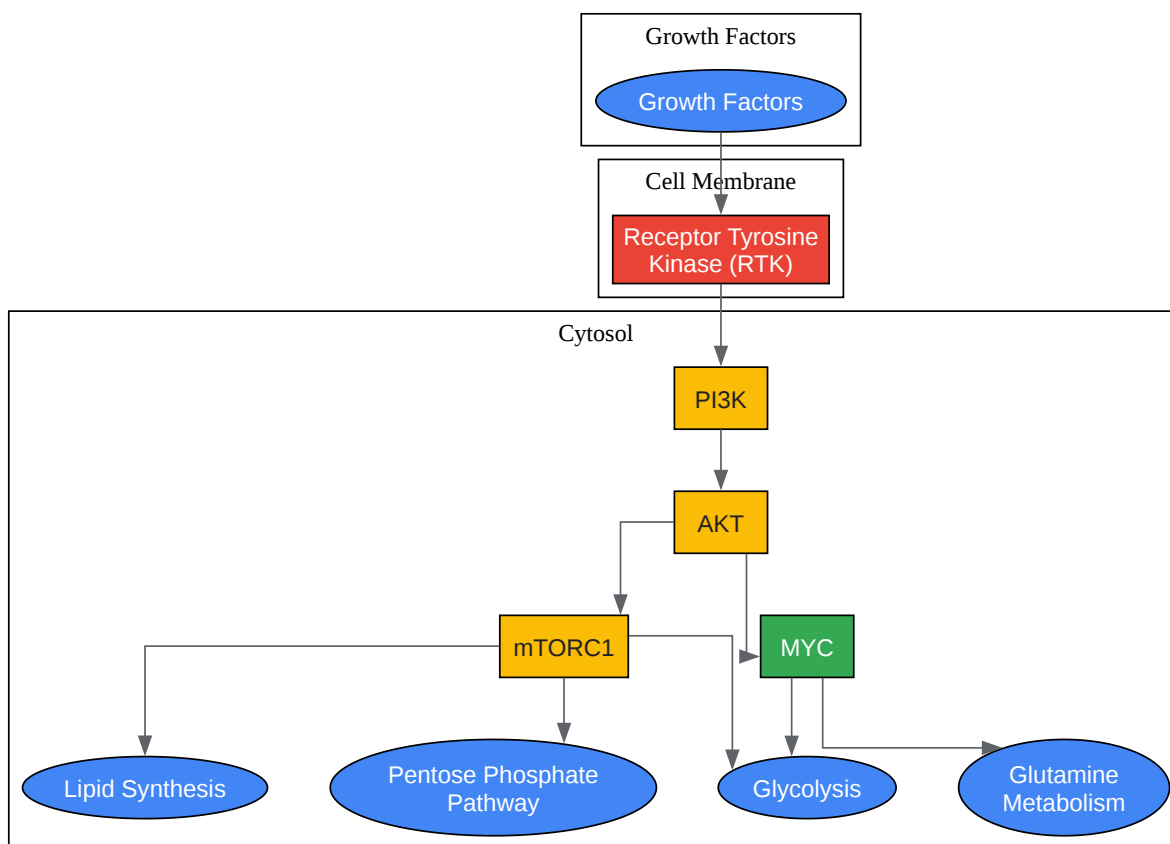 Growth Factors
Growth Factors
Cell Membrane
Receptor Tyrosine
Kinase (RTK)
Cytosol
PI3K
AKT
mTORC1
MYC
Lipid Synthesis
Pentose Phosphate
Pathway
Glycolysis
Glutamine
Metabolism